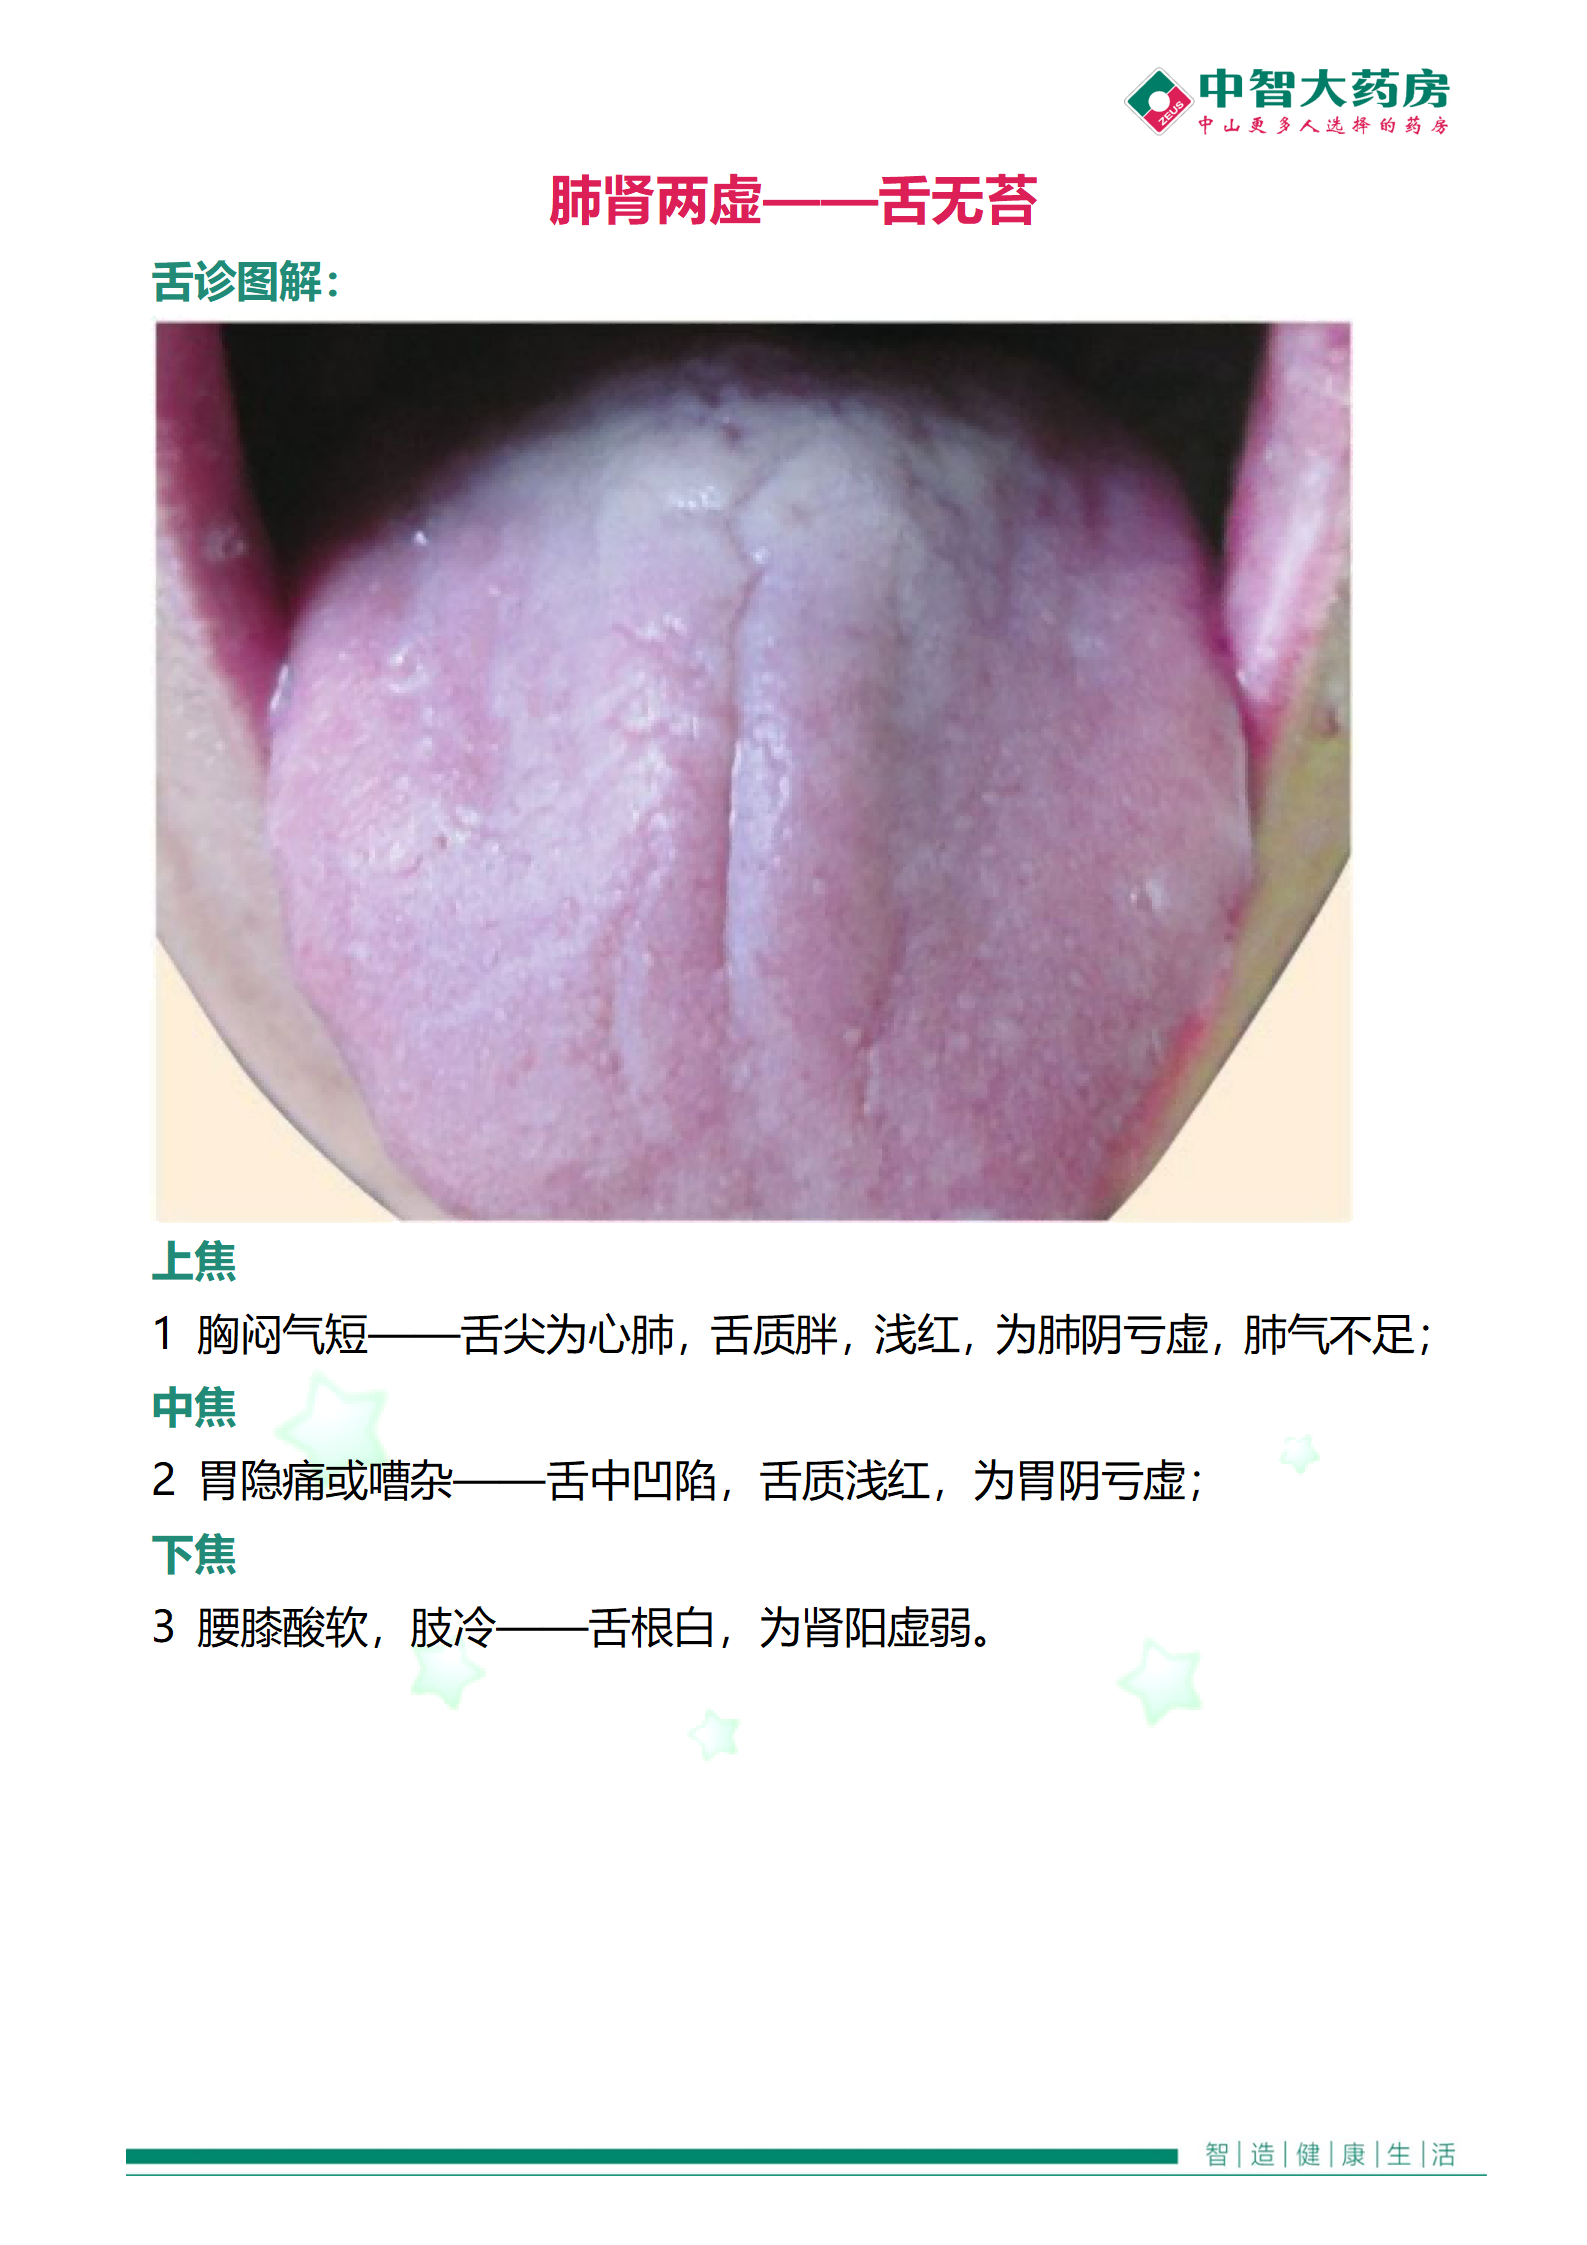 中智大药房
ZEUS
中山更多人选择的药房
肺肾两虚——舌无苔
舌诊图解：
上焦
1 胸闷气短——舌尖为心肺，舌质胖，浅红，为肺阴亏虚，肺气不足；
中焦
2 胃隐痛或嘈杂——舌中凹陷，舌质浅红，为胃阴亏虚；
下焦
3 腰膝酸软，肢冷——舌根白，为肾阳虚弱。
智|造|健|康|生|活